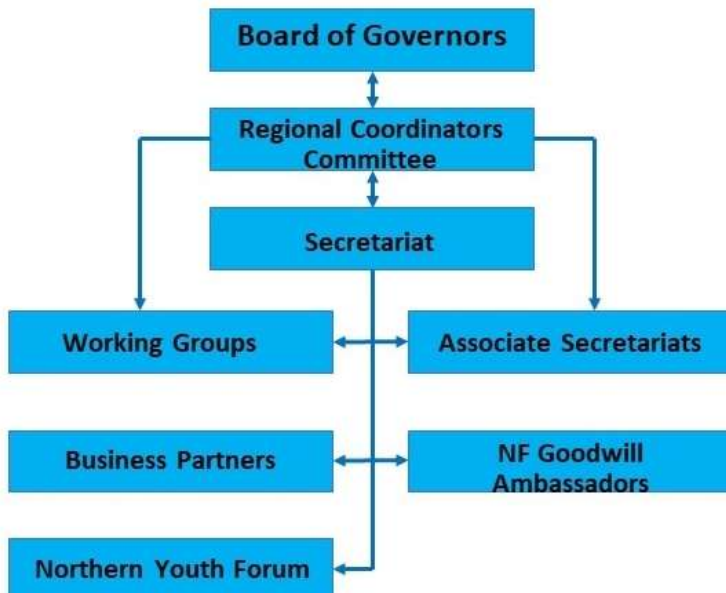 Board of Governors
Regional Coordinators
Committee
Secretariat
Working Groups
Associate Secretariats
Business Partners
NF Goodwill
Ambassadors
Northern Youth Forum